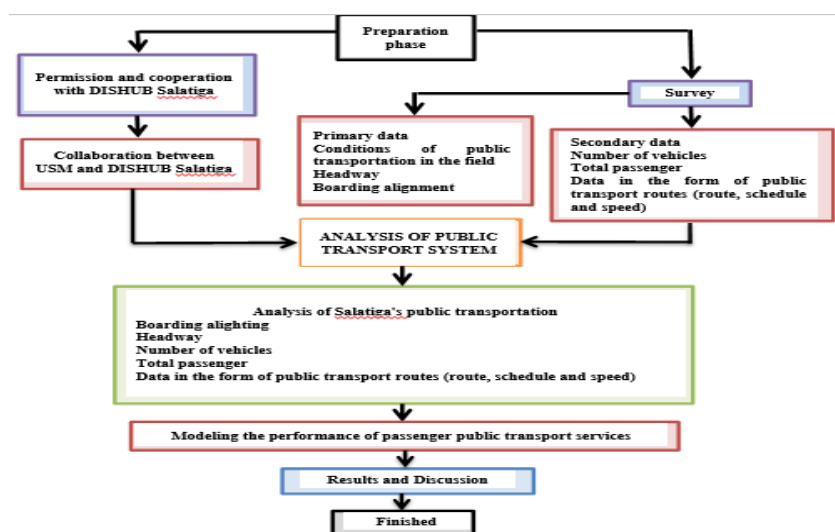 Preparation
phase
Permission and cooperation
with DISHUB Salatiga
Survey
Collaboration between
USM and DISHUB Salatiga
Primary data
Conditions of public
transportation in the field
Headway
Boarding alignment
Secondary data
Number of vehicles
Total passenger
Data in the form of public
transport routes (route, schedule
and speed)
ANALYSIS OF PUBLIC
TRANSPORT SYSTEM
Analysis of Salatiga's public transportation
Boarding alighting
Headway
Number of vehicles
Total passenger
Data in the form of public transport routes (route, schedule and speed)
Modeling the performance of passenger public transport services
Results and Discussion
Finished